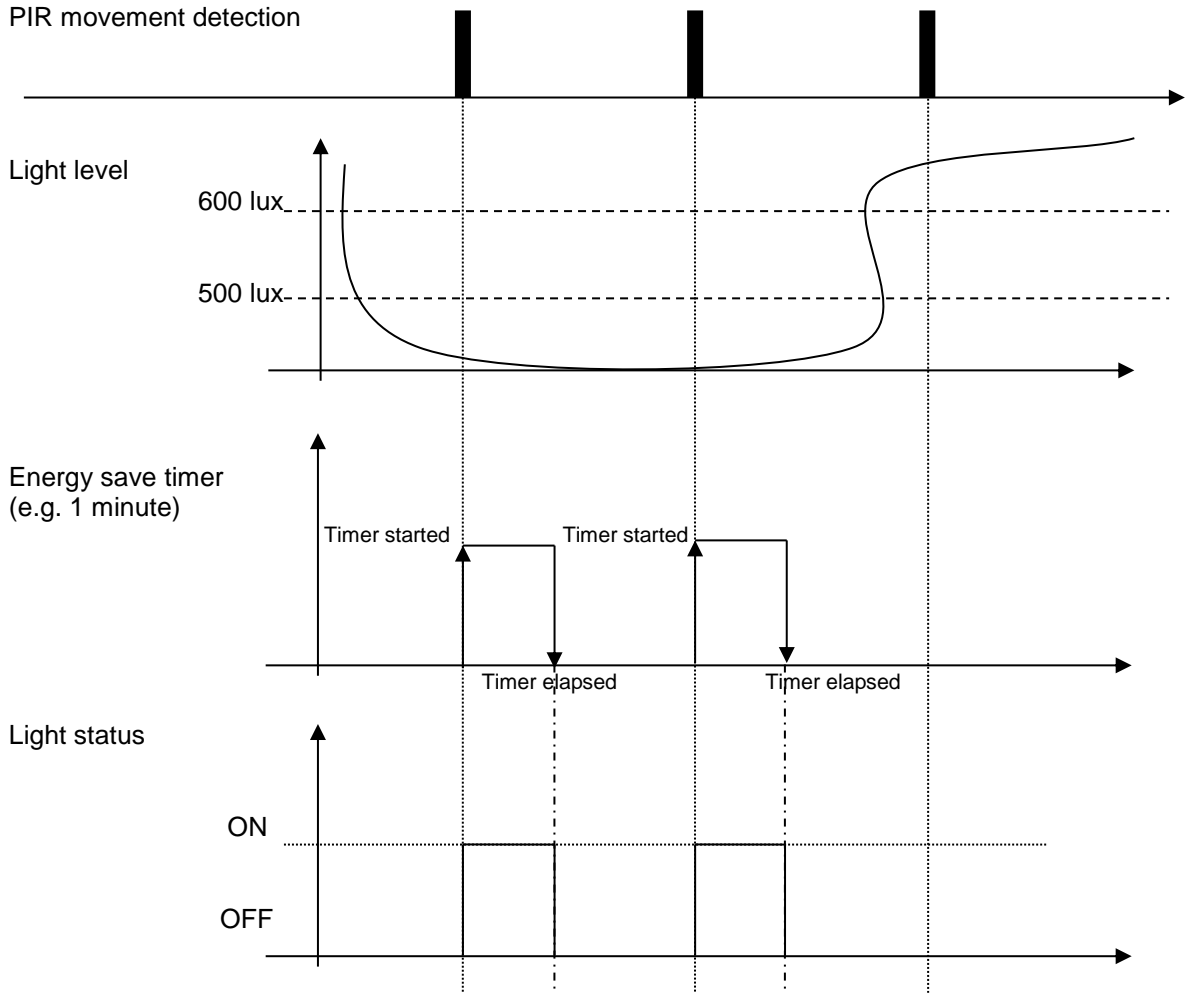 PIR movement detection
Light level
600 lux
500 lux
Energy save timer
(e.g. 1 minute)
Timer started
Timer started
Timer elapsed
Timer elapsed
Light status
ON
OFF